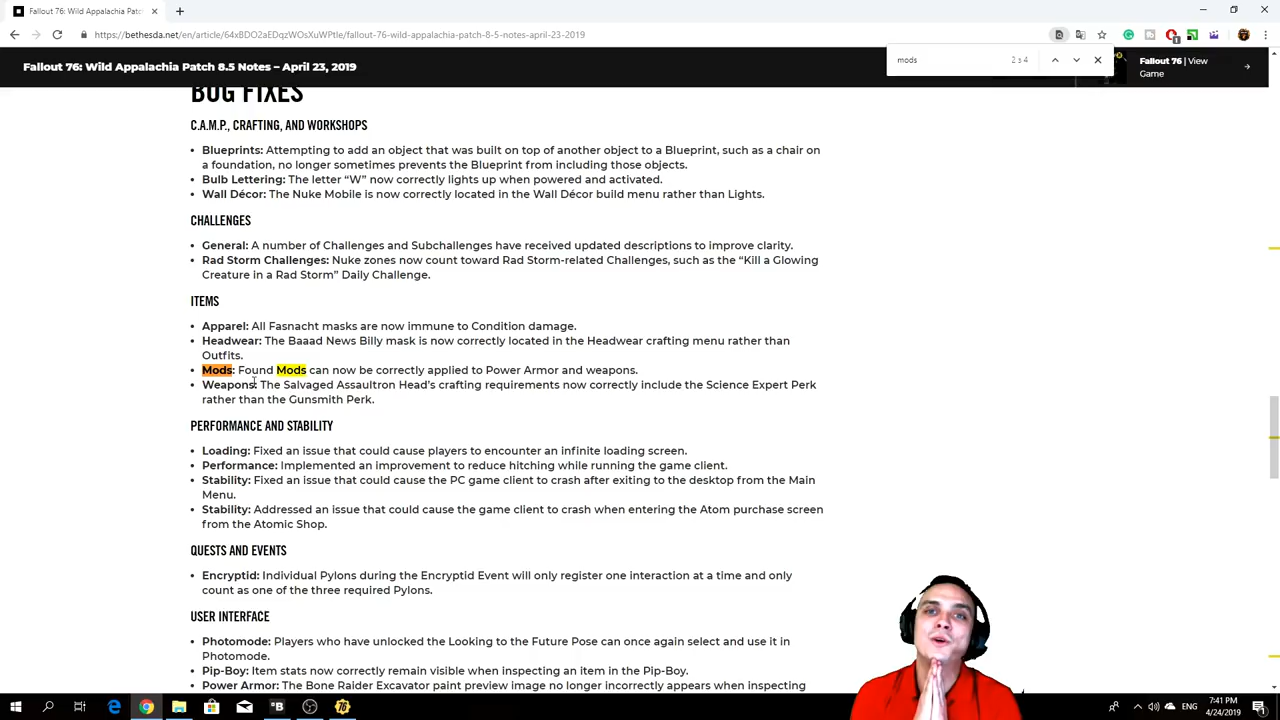 Fallout 76: Wild Appalachia Patc
https://bethesda.net/en/article/64xBDO2aEDqzWOsXuWPtIe/fallout-76-wild-appalachia-patch-8-5-notes-april-23-2019
mods
2 з 4
Fallout 76: Wild Appalachia Patch 8.5 Notes – April 23, 2019
Fallout 76 | View
Game
BUG FIXES
C.A.M.P., CRAFTING, AND WORKSHOPS
Blueprints: Attempting to add an object that was built on top of another object to a Blueprint, such as a chair on
a foundation, no longer sometimes prevents the Blueprint from including those objects.
Bulb Lettering: The letter “W” now correctly lights up when powered and activated.
Wall Décor: The Nuke Mobile is now correctly located in the Wall Décor build menu rather than Lights.
CHALLENGES
General: A number of Challenges and Subchallenges have received updated descriptions to improve clarity.
Rad Storm Challenges: Nuke zones now count toward Rad Storm-related Challenges, such as the “Kill a Glowing
Creature in a Rad Storm” Daily Challenge.
ITEMS
Apparel: All Fasnacht masks are now immune to Condition damage.
Headwear: The Baaad News Billy mask is now correctly located in the Headwear crafting menu rather than
Outfits.
Mods: Found Mods can now be correctly applied to Power Armor and weapons.
Weapons: The Salvaged Assaultron Head’s crafting requirements now correctly include the Science Expert Perk
rather than the Gunsmith Perk.
PERFORMANCE AND STABILITY
Loading: Fixed an issue that could cause players to encounter an infinite loading screen.
Performance: Implemented an improvement to reduce hitching while running the game client.
Stability: Fixed an issue that could cause the PC game client to crash after exiting to the desktop from the Main
Menu.
Stability: Addressed an issue that could cause the game client to crash when entering the Atom purchase screen
from the Atomic Shop.
QUESTS AND EVENTS
Encryptid: Individual Pylons during the Encryptid Event will only register one interaction at a time and only
count as one of the three required Pylons.
USER INTERFACE
Photomode: Players who have unlocked the Looking to the Future Pose can once again select and use it in
Photomode.
Pip-Boy: Item stats now correctly remain visible when inspecting an item in the Pip-Boy.
Power Armor: The Bone Raider Excavator paint preview image no longer incorrectly appears when inspecting
ENG
7:41 PM
4/24/2019